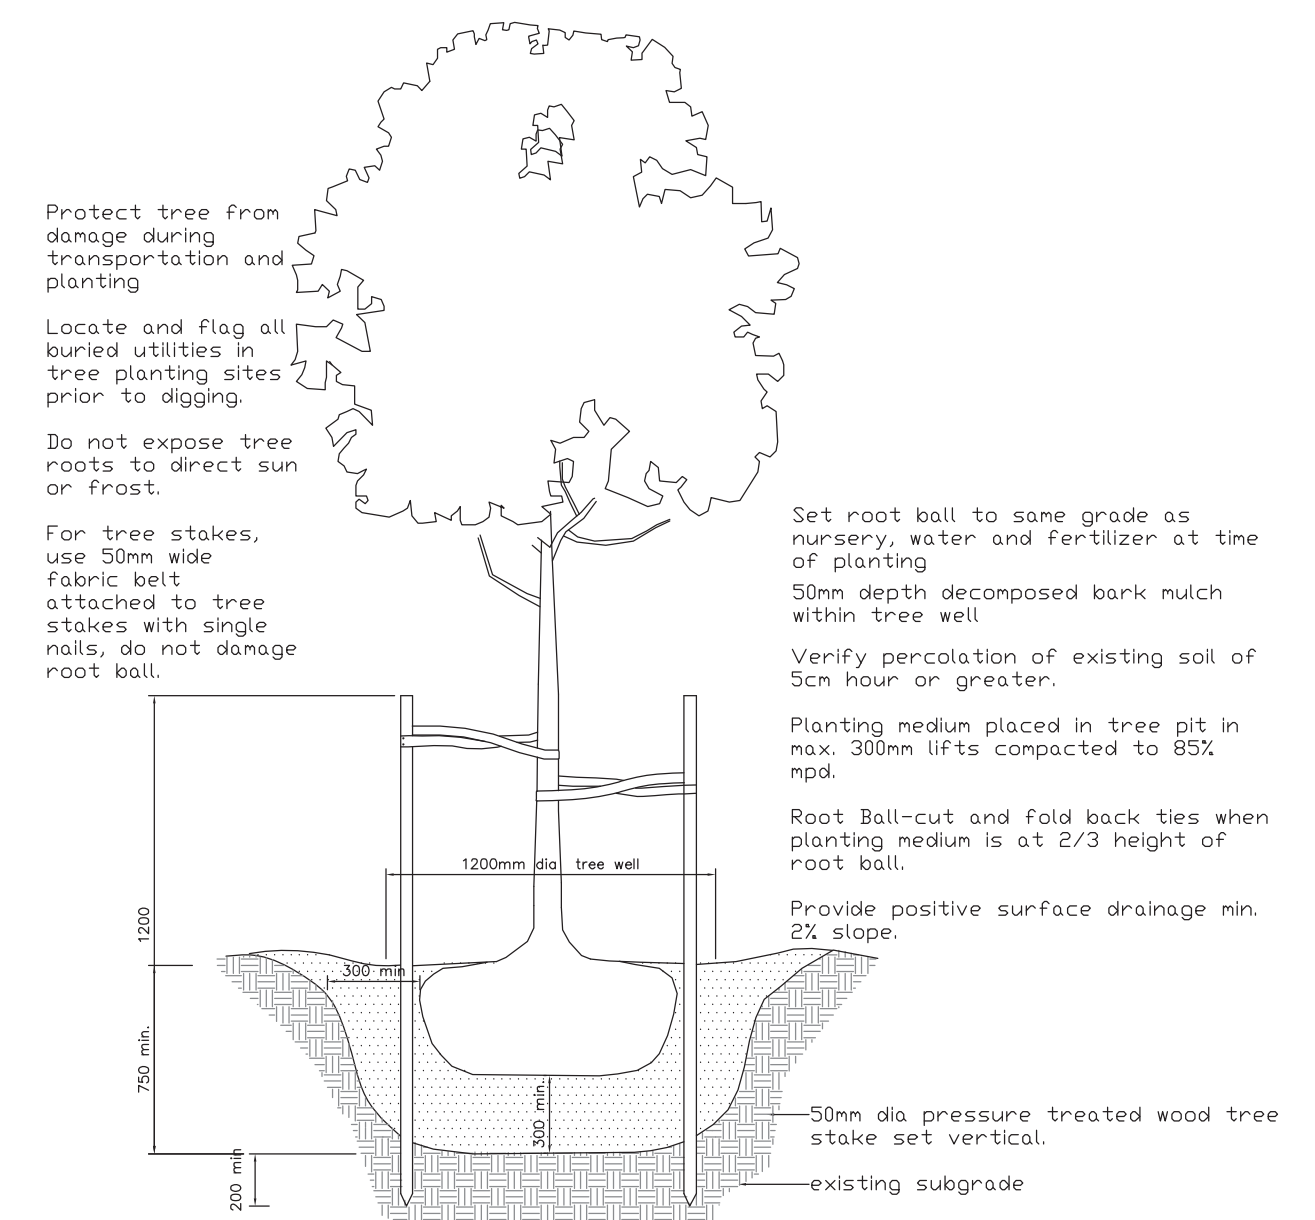 Protect tree from
damage during
transportation and
planting
Locate and flag all
buried utilities in
tree planting sites
prior to digging.
Do not expose tree
roots to direct sun
or frost.
For tree stakes,
use 50mm wide
fabric belt
attached to tree
stakes with single
nails, do not damage
root ball.
Set root ball to same grade as
nursery, water and fertilizer at time
of planting
50mm depth decomposed bark mulch
within tree well
Verify percolation of existing soil of
5cm hour or greater.
Planting medium placed in tree pit in
max. 300mm lifts compacted to 85%
mpd.
Root Ball-cut and fold back ties when
planting medium is at 2/3 height of
root ball.
Provide positive surface drainage min.
2% slope.
1200mm dia tree well
1200
300 min
750 min.
300 min.
200 min
50mm dia pressure treated wood tree
stake set vertical.
existing subgrade